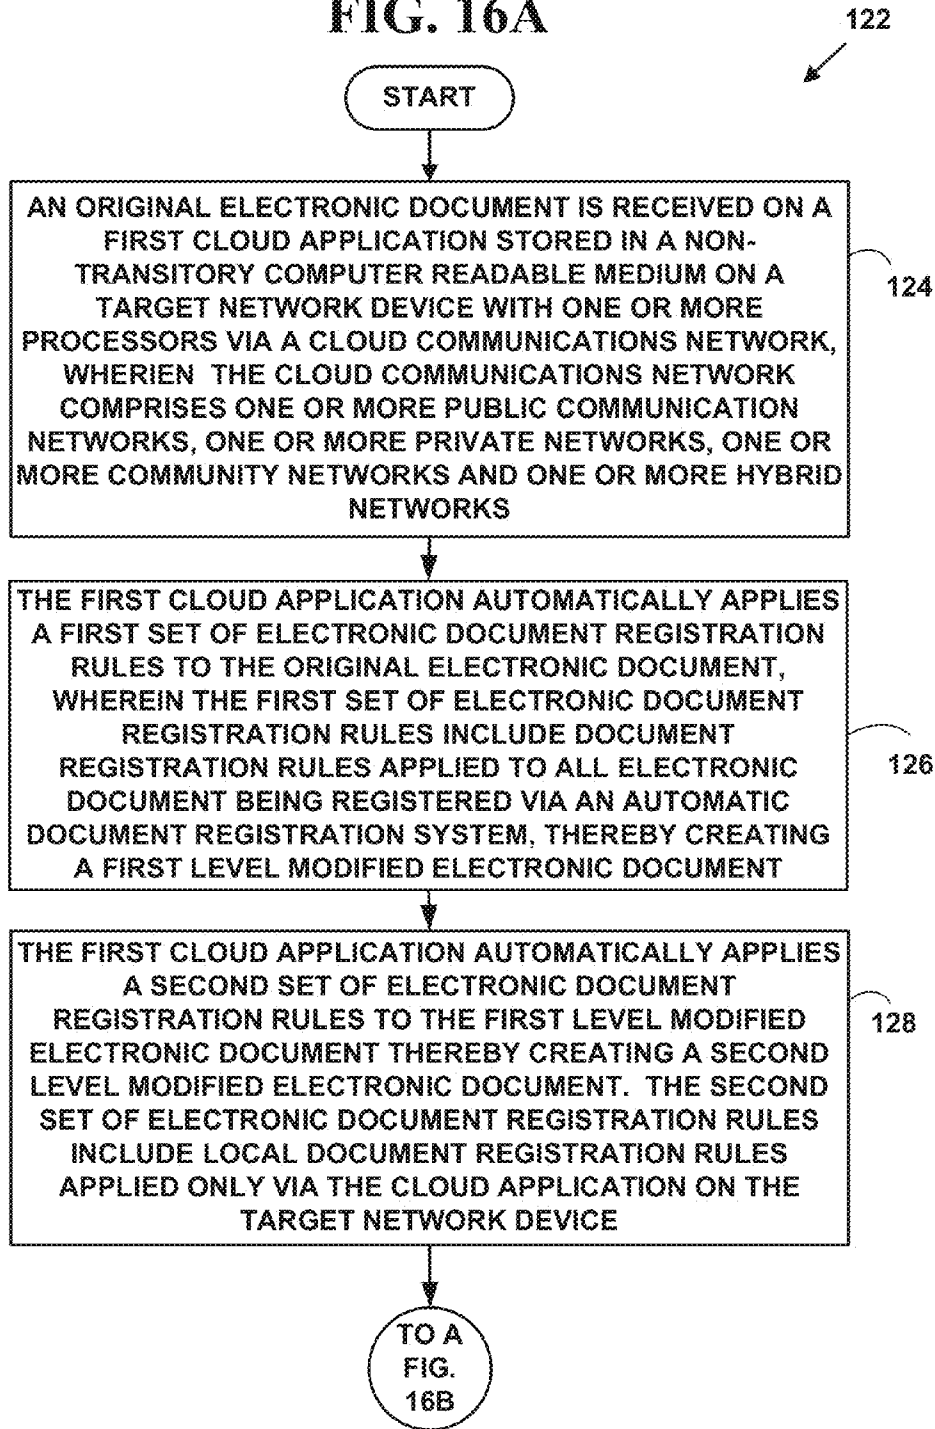 FIG. 16A
122
START
AN ORIGINAL ELECTRONIC DOCUMENT IS RECEIVED ON A
FIRST CLOUD APPLICATION STORED IN A NON-
TRANSITORY COMPUTER READABLE MEDIUM ON A
TARGET NETWORK DEVICE WITH ONE OR MORE
PROCESSORS VIA A CLOUD COMMUNICATIONS NETWORK,
WHERIEN THE CLOUD COMMUNICATIONS NETWORK
COMPRISES ONE OR MORE PUBLIC COMMUNICATION
NETWORKS, ONE OR MORE PRIVATE NETWORKS, ONE OR
MORE COMMUNITY NETWORKS AND ONE OR MORE HYBRID
NETWORKS
124
THE FIRST CLOUD APPLICATION AUTOMATICALLY APPLIES
A FIRST SET OF ELECTRONIC DOCUMENT REGISTRATION
RULES TO THE ORIGINAL ELECTRONIC DOCUMENT,
WHEREIN THE FIRST SET OF ELECTRONIC DOCUMENT
REGISTRATION RULES INCLUDE DOCUMENT
REGISTRATION RULES APPLIED TO ALL ELECTRONIC
DOCUMENT BEING REGISTERED VIA AN AUTOMATIC
DOCUMENT REGISTRATION SYSTEM, THEREBY CREATING
A FIRST LEVEL MODIFIED ELECTRONIC DOCUMENT
126
THE FIRST CLOUD APPLICATION AUTOMATICALLY APPLIES
A SECOND SET OF ELECTRONIC DOCUMENT
REGISTRATION RULES TO THE FIRST LEVEL MODIFIED
ELECTRONIC DOCUMENT THEREBY CREATING A SECOND
LEVEL MODIFIED ELECTRONIC DOCUMENT. THE SECOND
SET OF ELECTRONIC DOCUMENT REGISTRATION RULES
INCLUDE LOCAL DOCUMENT REGISTRATION RULES
APPLIED ONLY VIA THE CLOUD APPLICATION ON THE
TARGET NETWORK DEVICE
128
TO A
FIG.
16B